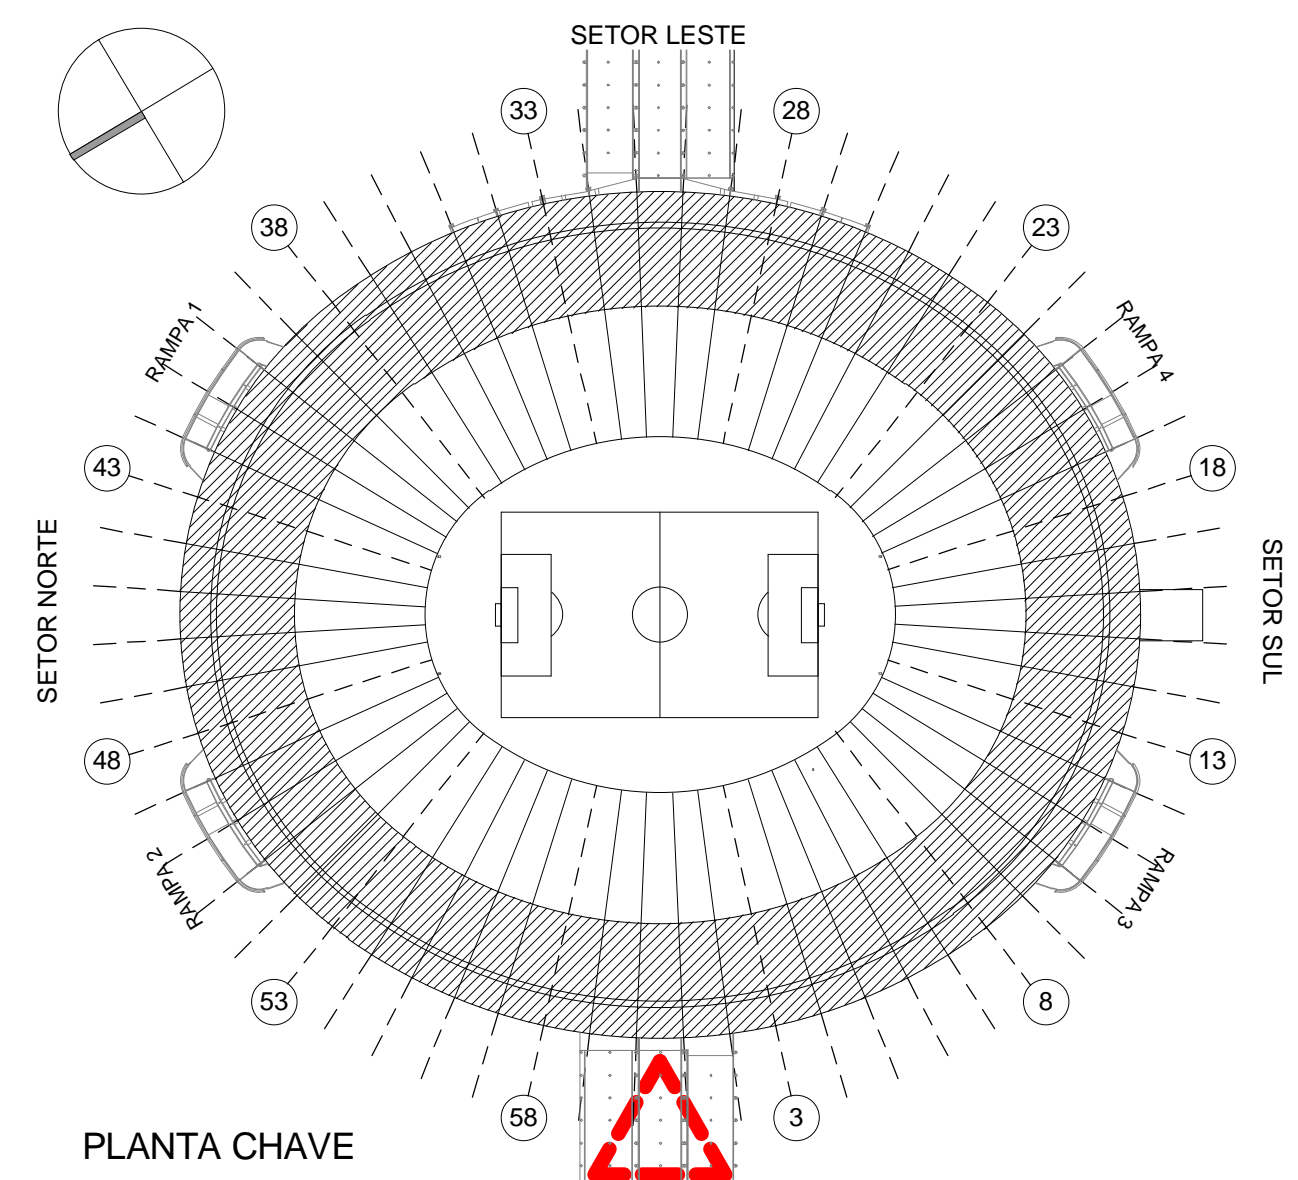 SETOR LESTE
33
28
38
23
RAMPA 1
RAMPA 4
43
18
SETOR NORTE
SETOR SUL
48
13
RAMPA 2
RAMPA 3
53
8
58
3
PLANTA CHAVE